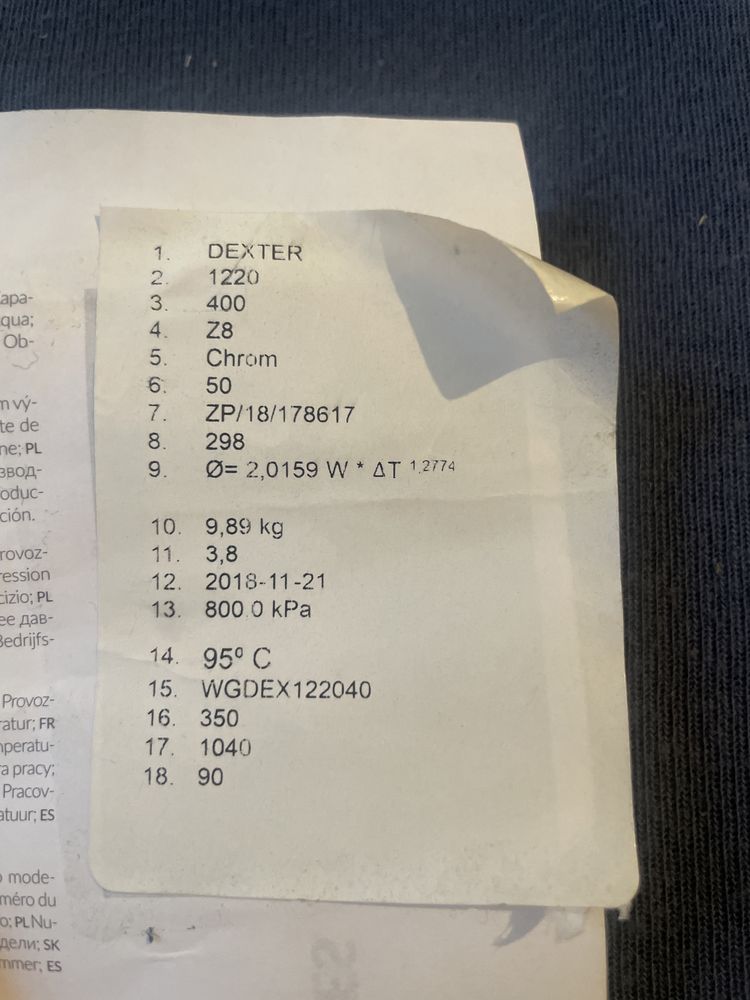 1. DEXTER
2. 1220
3. 400
4. Z8
5. Chrom
6. 50
7. ZP/18/178617
8. 298
9. Ø= 2,0159 W * ΔT 1,2774
10. 9,89 kg
11. 3,8
12. 2018-11-21
13. 800.0 kPa
14. 95º C
15. WGDEX122040
16. 350
17. 1040
18. 90
apa-
qua;
Ob-
m vý-
te de
ne; PL
звод-
oduc-
ción.
rovoz-
ression
cizio; PL
ее дав-
Bedrijfs-
Provoz-
ratur; FR
mperatu-
ra pracy;
Pracov-
atuur; ES
o mode-
méro du
o; PL Nu-
дели; SK
mmer; ES